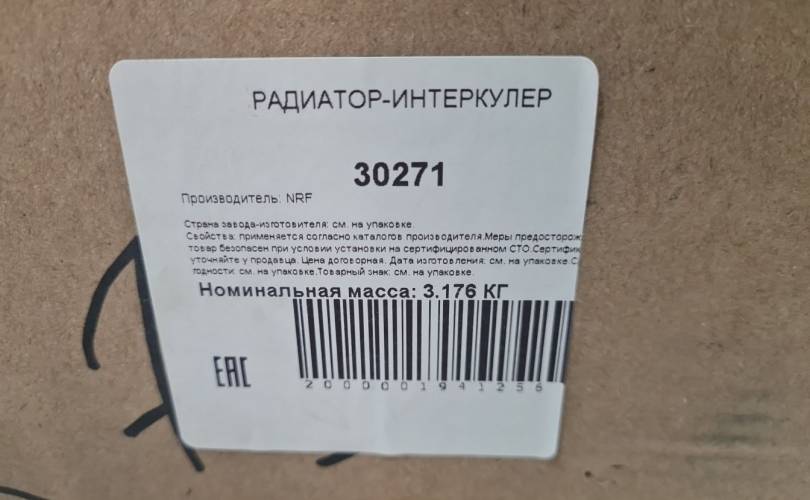 РАДИАТОР-ИНТЕРКУЛЕР
30271
Производитель: NRF
Страна завода-изготовителя: см. на упаковке.
Свойства: применяется согласно каталогов производителя.Меры предосторож
товар безопасен при условии установки на сертифицированном СТО.Сертифи
уточняйте у продавца. Цена договорная. Дата изготовления: см. на упаковке.С
годности: см. на упаковке.Товарный знак: см. на упаковке.
Номинальная масса: 3.176 КГ
EAC
2000001941256